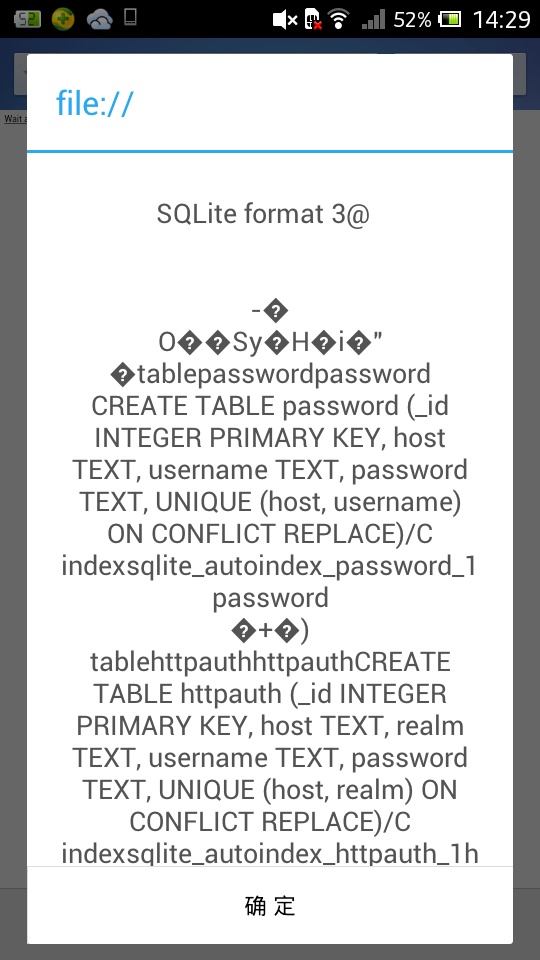 52%
14:29
Wait a
file://
SQLite format 3@
-�
O��Sy�H�i�"
�tablepasswordpassword
CREATE TABLE password (_id
INTEGER PRIMARY KEY, host
TEXT, username TEXT, password
TEXT, UNIQUE (host, username)
ON CONFLICT REPLACE)/C
indexsqlite_autoindex_password_1
password
�+�)
tablehttpauthhttpauthCREATE
TABLE httpauth (_id INTEGER
PRIMARY KEY, host TEXT, realm
TEXT, username TEXT, password
TEXT, UNIQUE (host, realm) ON
CONFLICT REPLACE)/C
indexsqlite_autoindex_httpauth_1h
确定